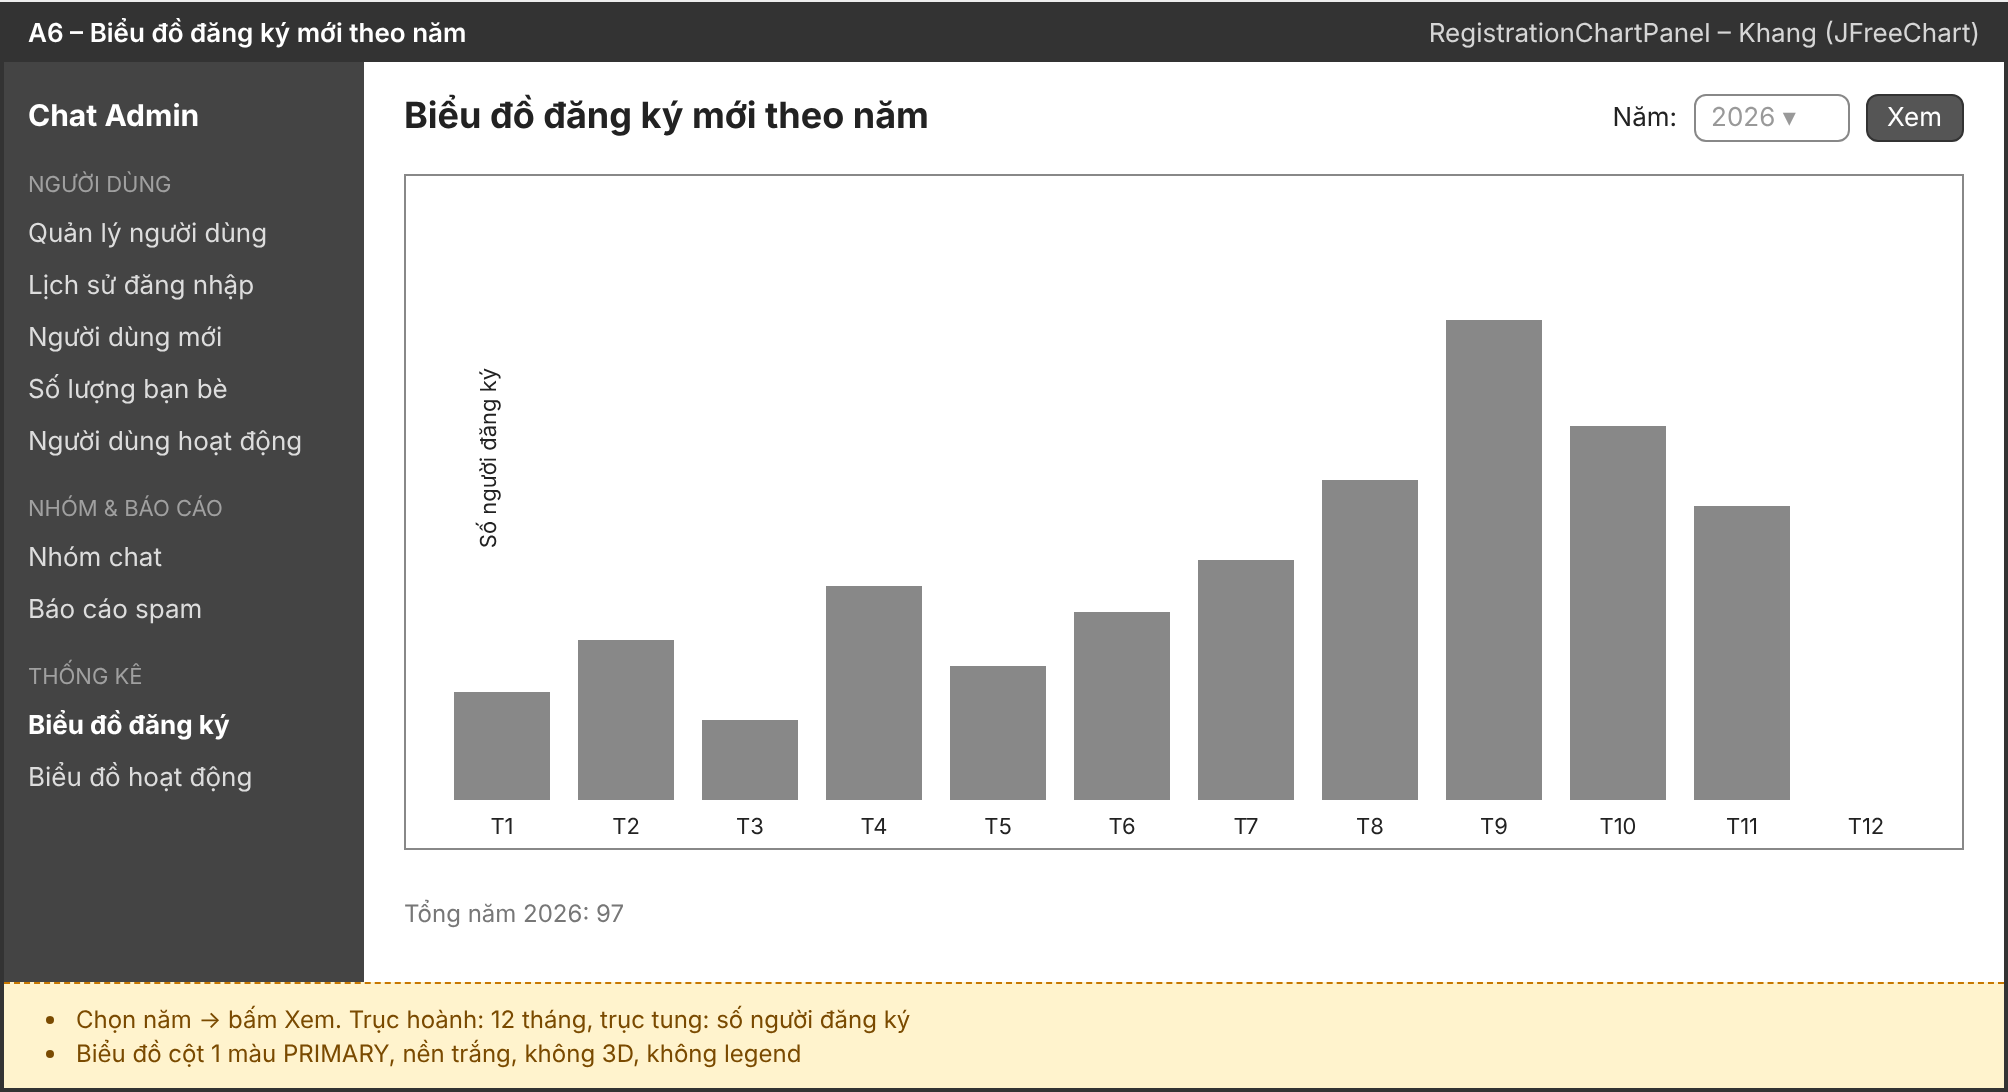 A6 – Biểu đồ đăng ký mới theo năm
RegistrationChartPanel – Khang (JFreeChart)
Chat Admin
NGƯỜI DÙNG
Quản lý người dùng
Lịch sử đăng nhập
Người dùng mới
Số lượng bạn bè
Người dùng hoạt động
NHÓM & BÁO CÁO
Nhóm chat
Báo cáo spam
THỐNG KÊ
Biểu đồ đăng ký
Biểu đồ hoạt động
Biểu đồ đăng ký mới theo năm
Năm: 2026 ▾ Xem
Số người đăng ký
T1 T2 T3 T4 T5 T6 T7 T8 T9 T10 T11 T12
Tổng năm 2026: 97
• Chọn năm → bấm Xem. Trục hoành: 12 tháng, trục tung: số người đăng ký
• Biểu đồ cột 1 màu PRIMARY, nền trắng, không 3D, không legend